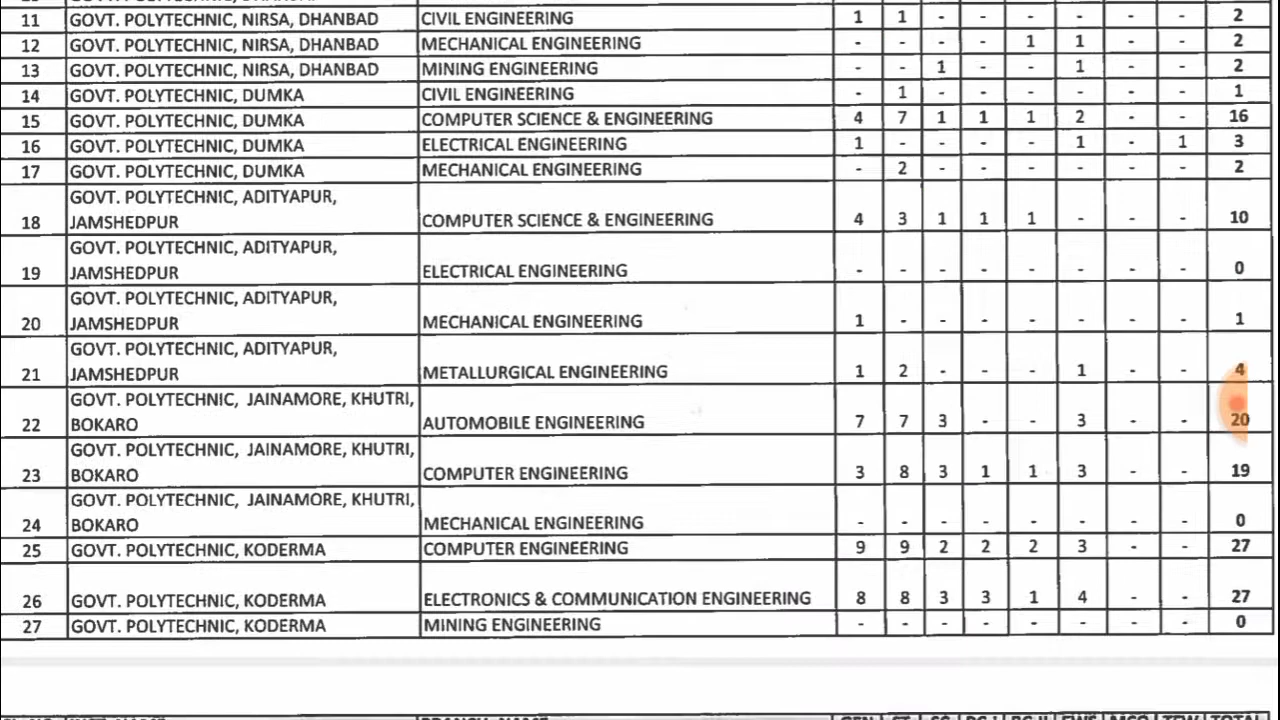 11 GOVT. POLYTECHNIC, NIRSA, DHANBAD CIVIL ENGINEERING 1 1 - - - - - - 2
12 GOVT. POLYTECHNIC, NIRSA, DHANBAD MECHANICAL ENGINEERING - - - - 1 1 - - 2
13 GOVT. POLYTECHNIC, NIRSA, DHANBAD MINING ENGINEERING - - 1 - - 1 - - 2
14 GOVT. POLYTECHNIC, DUMKA CIVIL ENGINEERING - 1 - - - - - - 1
15 GOVT. POLYTECHNIC, DUMKA COMPUTER SCIENCE & ENGINEERING 4 7 1 1 1 2 - - 16
16 GOVT. POLYTECHNIC, DUMKA ELECTRICAL ENGINEERING 1 - - - - 1 - 1 3
17 GOVT. POLYTECHNIC, DUMKA MECHANICAL ENGINEERING - 2 - - - - - - 2
GOVT. POLYTECHNIC, ADITYAPUR,
18 JAMSHEDPUR COMPUTER SCIENCE & ENGINEERING 4 3 1 1 1 - - - 10
GOVT. POLYTECHNIC, ADITYAPUR,
19 JAMSHEDPUR ELECTRICAL ENGINEERING - - - - - - - - 0
GOVT. POLYTECHNIC, ADITYAPUR,
20 JAMSHEDPUR MECHANICAL ENGINEERING 1 - - - - - - - 1
GOVT. POLYTECHNIC, ADITYAPUR,
21 JAMSHEDPUR METALLURGICAL ENGINEERING 1 2 - - - 1 - - 4
GOVT. POLYTECHNIC, JAINAMORE, KHUTRI,
22 BOKARO AUTOMOBILE ENGINEERING 7 7 3 - - 3 - - 20
GOVT. POLYTECHNIC, JAINAMORE, KHUTRI,
23 BOKARO COMPUTER ENGINEERING 3 8 3 1 1 3 - - 19
GOVT. POLYTECHNIC, JAINAMORE, KHUTRI,
24 BOKARO MECHANICAL ENGINEERING - - - - - - - - 0
25 GOVT. POLYTECHNIC, KODERMA COMPUTER ENGINEERING 9 9 2 2 2 3 - - 27
26 GOVT. POLYTECHNIC, KODERMA ELECTRONICS & COMMUNICATION ENGINEERING 8 8 3 3 1 4 - - 27
27 GOVT. POLYTECHNIC, KODERMA MINING ENGINEERING - - - - - - - - 0